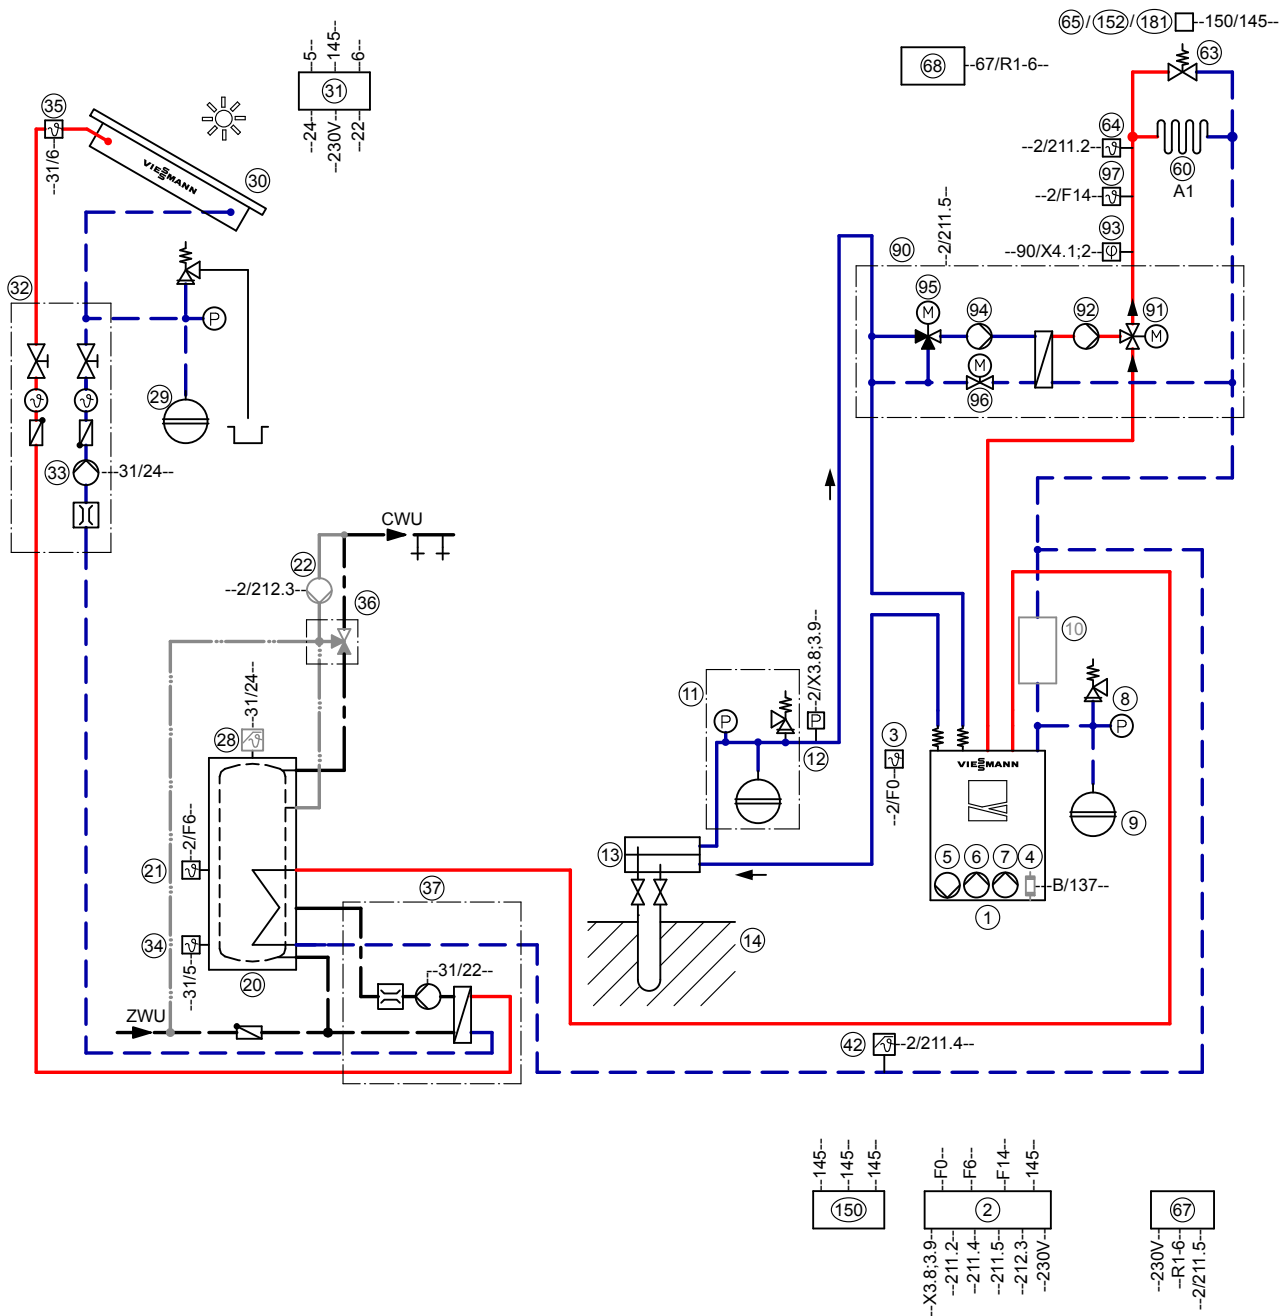 65 / 152 / 181 --150/145--
63
68 --67/R1-6--
--5--
--145--
--6--
31
--24--
--230V--
--22--
35
--31/6--
VIESSMANN
30
64
--2/211.2--
60
A1
97
--2/F14--
93
--90/X4.1;2--
--2/211.5--
90
32
P
95
M
94
92
91
M
M
96
29
33
---31/24--
CWU
22
--2/212.3--
36
10
--31/24--
28
11
P
--2/X3.8;3.9--
P
12
3
--2/F0--
8
P
VIESSMANN
9
13
--2/F6--
21
5
6
7
4
---B/137--
1
37
34
--31/5--
20
14
--31/22--
ZWU
42
--2/211.4--
--145--
--145--
--145--
150
--F0--
--F6--
--F14--
--145--
2
--X3.8;3.9--
--211.2--
--211.4--
--211.5--
--212.3--
--230V--
67
--230V--
--R1-6--
--2/211.5--